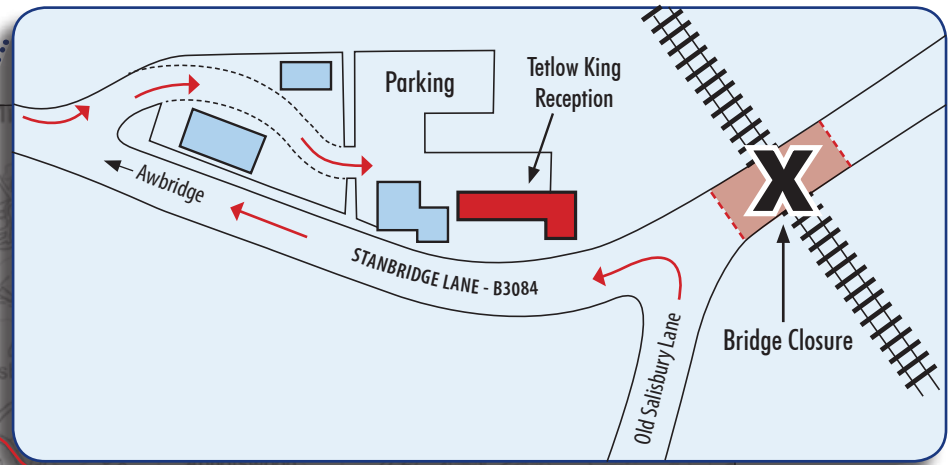 Parking
Tetlow King
Reception
Awbridge
STANBRIDGE LANE - B3084
X
Old Salisbury Lane
Bridge Closure